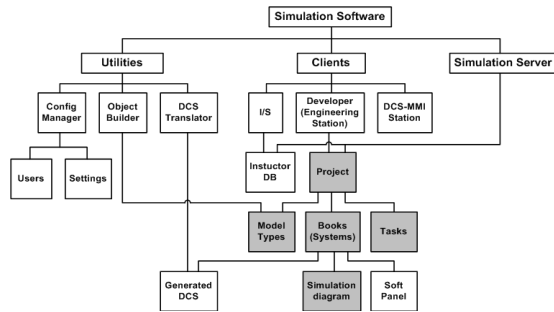 Simulation Software
Utilities
Clients
Simulation Server
Config
Manager
Object
Builder
DCS
Translator
I/S
Developer
(Engineering
Station)
DCS-MMI
Station
Users
Settings
Instuctor
DB
Project
Model
Types
Books
(Systems)
Tasks
Generated
DCS
Simulation
diagram
Soft
Panel